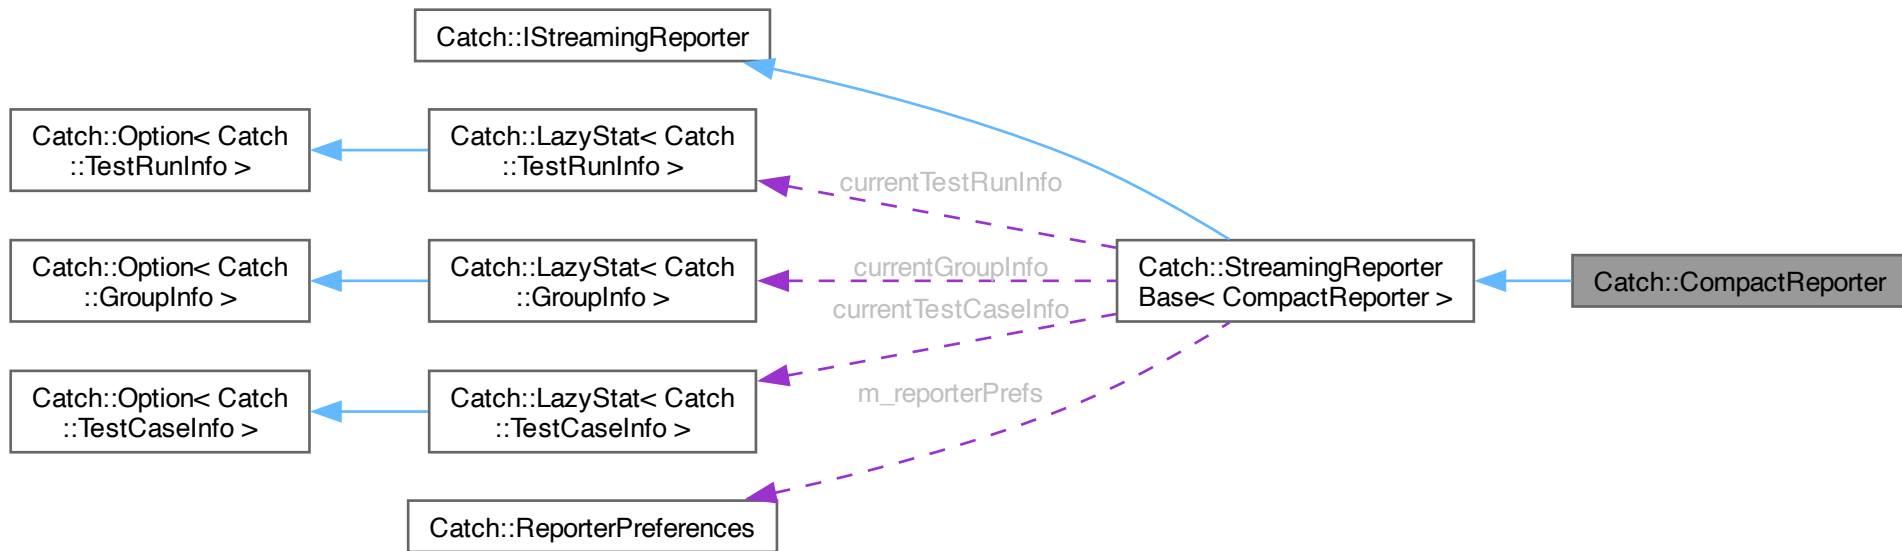 Catch::IStreamingReporter
Catch::Option< Catch
::TestRunInfo >
Catch::LazyStat< Catch
::TestRunInfo >
currentTestRunInfo
Catch::Option< Catch
::GroupInfo >
Catch::LazyStat< Catch
::GroupInfo >
currentGroupInfo
Catch::StreamingReporter
Base< CompactReporter >
Catch::CompactReporter
currentTestCaseInfo
Catch::Option< Catch
::TestCaseInfo >
Catch::LazyStat< Catch
::TestCaseInfo >
m_reporterPrefs
Catch::ReporterPreferences